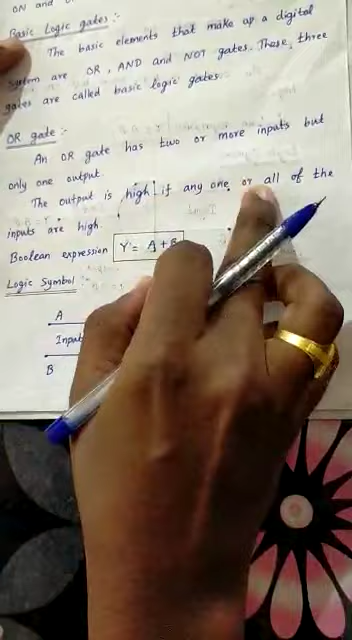 ON and
Basic Logic gates :-
The basic elements that make up a digital
system are OR, AND and NOT gates. These, three
gates are called basic logic gates.
OR gate :-
An OR gate has two or more inputs but
only one output.
The output is high if any one or all of the
inputs are high.
Boolean expression Y = A + B
Logic Symbol :-
A
Input
B